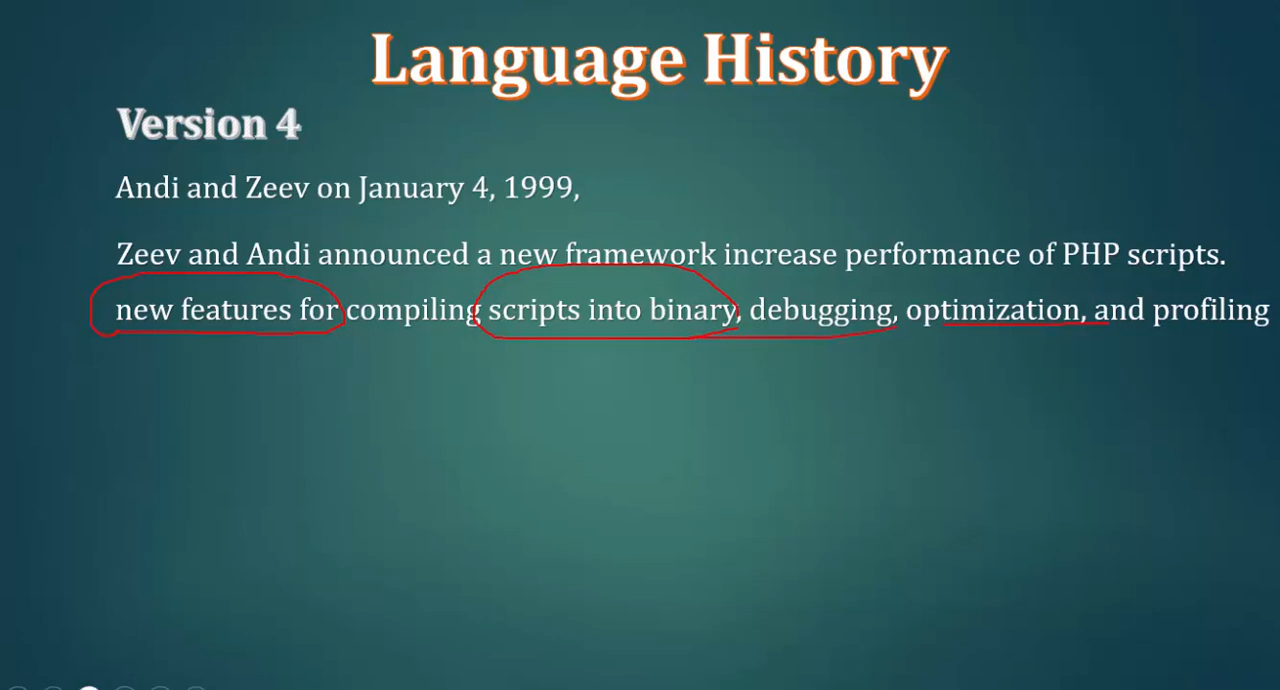 Language History
Version 4
Andi and Zeev on January 4, 1999,
Zeev and Andi announced a new framework increase performance of PHP scripts.
new features for compiling scripts into binary, debugging, optimization, and profiling